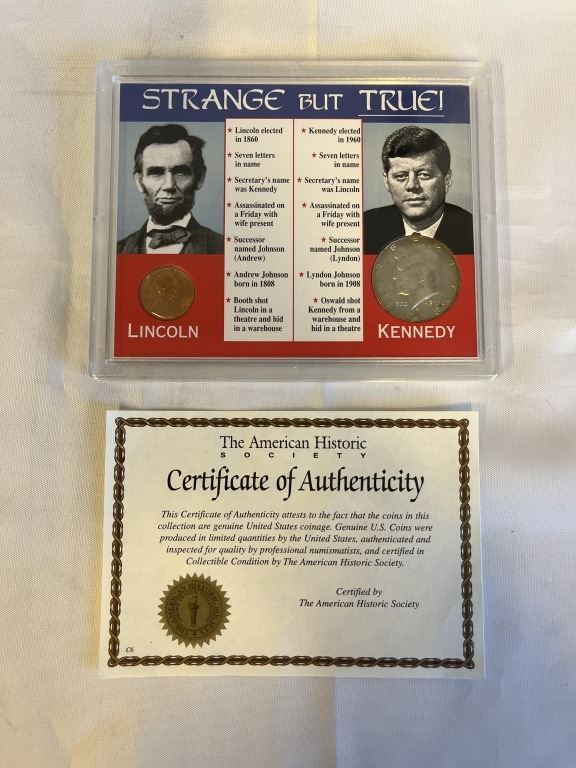 STRANGE BUT TRUE!
★ Lincoln elected
in 1860
★ Seven letters
in name
★ Secretary's name
was Kennedy
★ Assassinated on
a Friday with
wife present
★ Successor
named Johnson
(Andrew)
★ Andrew Johnson
born in 1808
★ Booth shot
Lincoln in a
theatre and hid
in a warehouse
★ Kennedy elected
in 1960
★ Seven letters
in name
★ Secretary's name
was Lincoln
★ Assassinated on
a Friday with
wife present
★ Successor
named Johnson
(Lyndon)
★ Lyndon Johnson
born in 1908
★ Oswald shot
Kennedy from a
warehouse and
hid in a theatre
LINCOLN
KENNEDY
The American Historic
SOCIETY
Certificate of Authenticity
This Certificate of Authenticity attests to the fact that the coins in this
collection are genuine United States coinage. Genuine U.S. Coins were
produced in limited quantities by the United States, authenticated and
inspected for quality by professional numismatists, and certified in
Collectible Condition by The American Historic Society.
Certified by
The American Historic Society
THE AMERICAN HISTORIC SOCIETY
C6